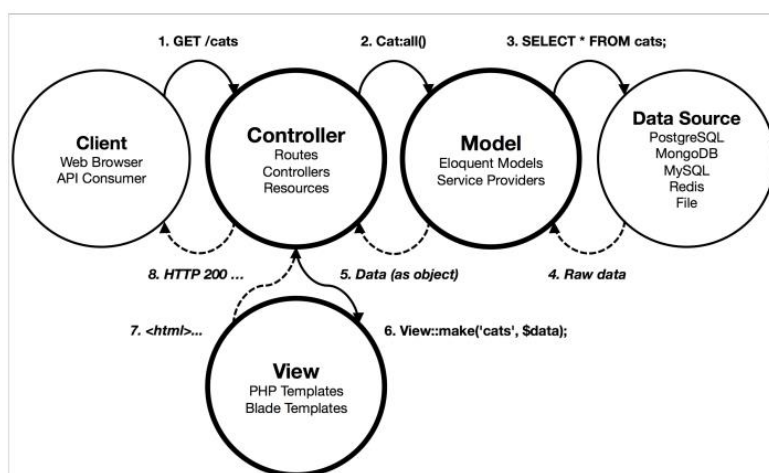 1. GET /cats
2. Cat:all()
3. SELECT * FROM cats;
Client
Web Browser
API Consumer
Controller
Routes
Controllers
Resources
Model
Eloquent Models
Service Providers
Data Source
PostgreSQL
MongoDB
MySQL
Redis
File
8. HTTP 200 ...
5. Data (as object)
4. Raw data
7. <html>...
6. View::make('cats', $data);
View
PHP Templates
Blade Templates